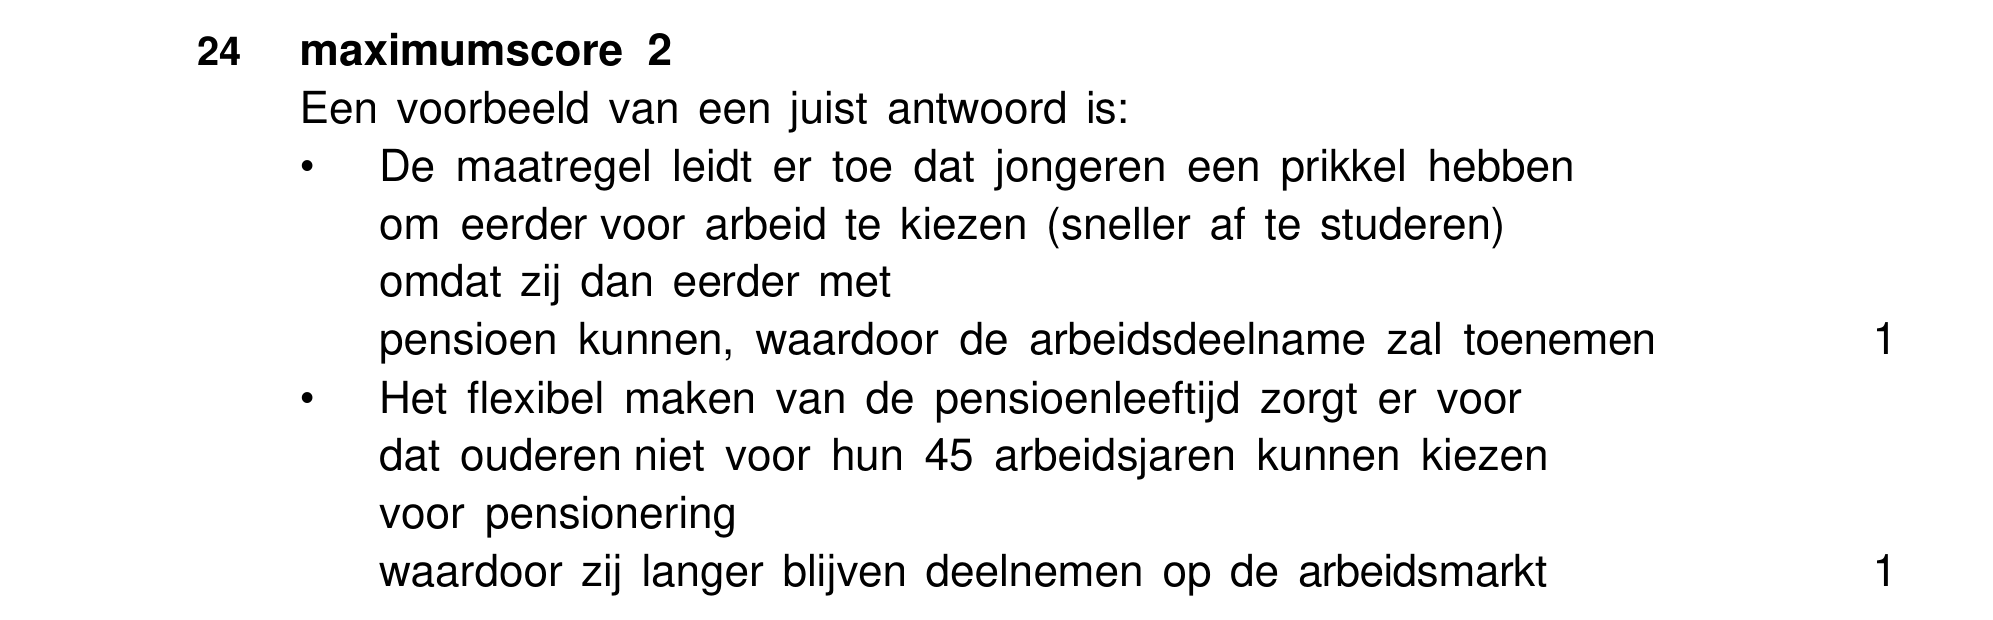 24 maximumscore 2
Een voorbeeld van een juist antwoord is:
• De maatregel leidt er toe dat jongeren een prikkel hebben
om eerder voor arbeid te kiezen (sneller af te studeren)
omdat zij dan eerder met
pensioen kunnen, waardoor de arbeidsdeelname zal toenemen 1
• Het flexibel maken van de pensioenleeftijd zorgt er voor
dat ouderen niet voor hun 45 arbeidsjaren kunnen kiezen
voor pensionering
waardoor zij langer blijven deelnemen op de arbeidsmarkt 1